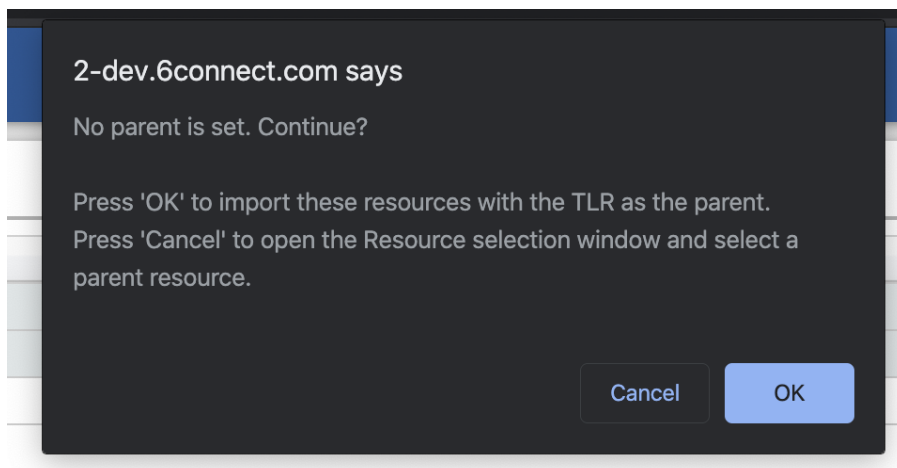 2-dev.6connect.com says
No parent is set. Continue?
Press 'OK' to import these resources with the TLR as the parent.
Press 'Cancel' to open the Resource selection window and select a
parent resource.
Cancel
OK